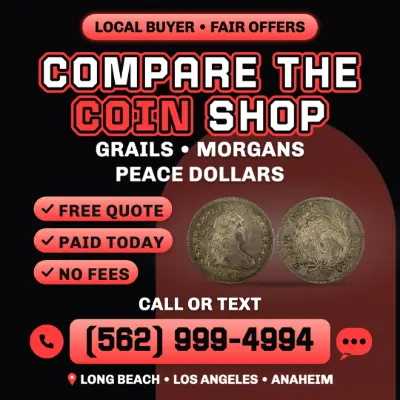 LOCAL BUYER • FAIR OFFERS
COMPARE THE
COIN SHOP
GRAILS • MORGANS
PEACE DOLLARS
FREE QUOTE
PAID TODAY
NO FEES
CALL OR TEXT
(562) 999-4994
LONG BEACH • LOS ANGELES • ANAHEIM